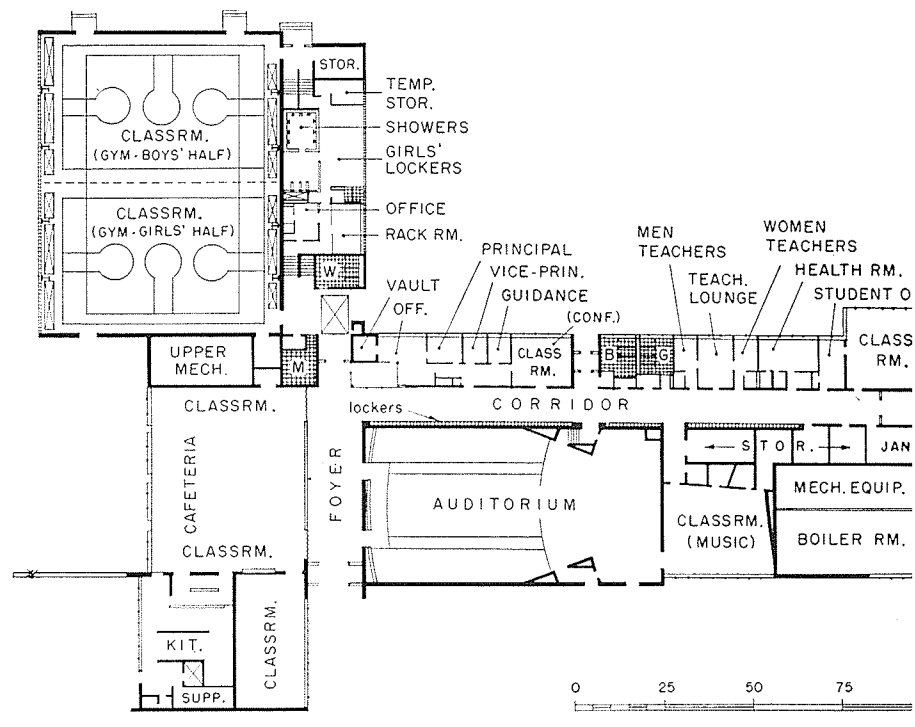 STOR.
TEMP.
STOR.
SHOWERS
GIRLS'
LOCKERS
CLASSRM.
(GYM-BOYS' HALF)
CLASSRM.
(GYM-GIRLS' HALF)
OFFICE
RACK RM.
W
PRINCIPAL
VICE-PRIN.
GUIDANCE
(CONF.)
VAULT
OFF.
MEN
TEACHERS
WOMEN
TEACHERS
TEACH.
LOUNGE
HEALTH RM.
STUDENT O
UPPER
MECH.
M
CLASS
RM.
B
G
CLASS
RM.
CLASSRM.
lockers
CORRIDOR
CAFETERIA
FOYER
AUDITORIUM
STOR.
JAN
MECH. EQUIP.
CLASSRM.
(MUSIC)
BOILER RM.
CLASSRM.
KIT.
CLASSRM.
SUPP.
0 25 50 75